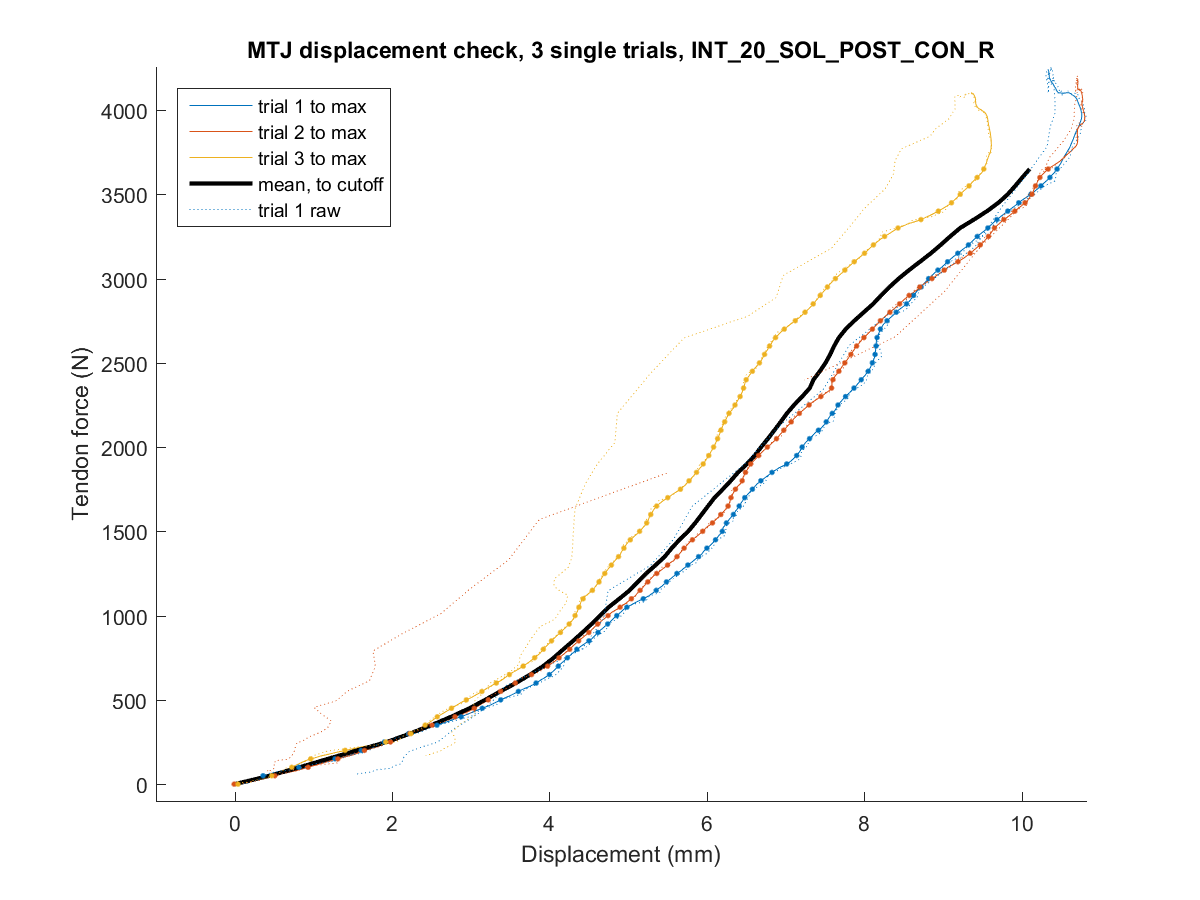 MTJ displacement check, 3 single trials, INT_20_SOL_POST_CON_R
trial 1 to max
trial 2 to max
trial 3 to max
mean, to cutoff
trial 1 raw
Tendon force (N)
4000
3500
3000
2500
2000
1500
1000
500
0
0 2 4 6 8 10
Displacement (mm)